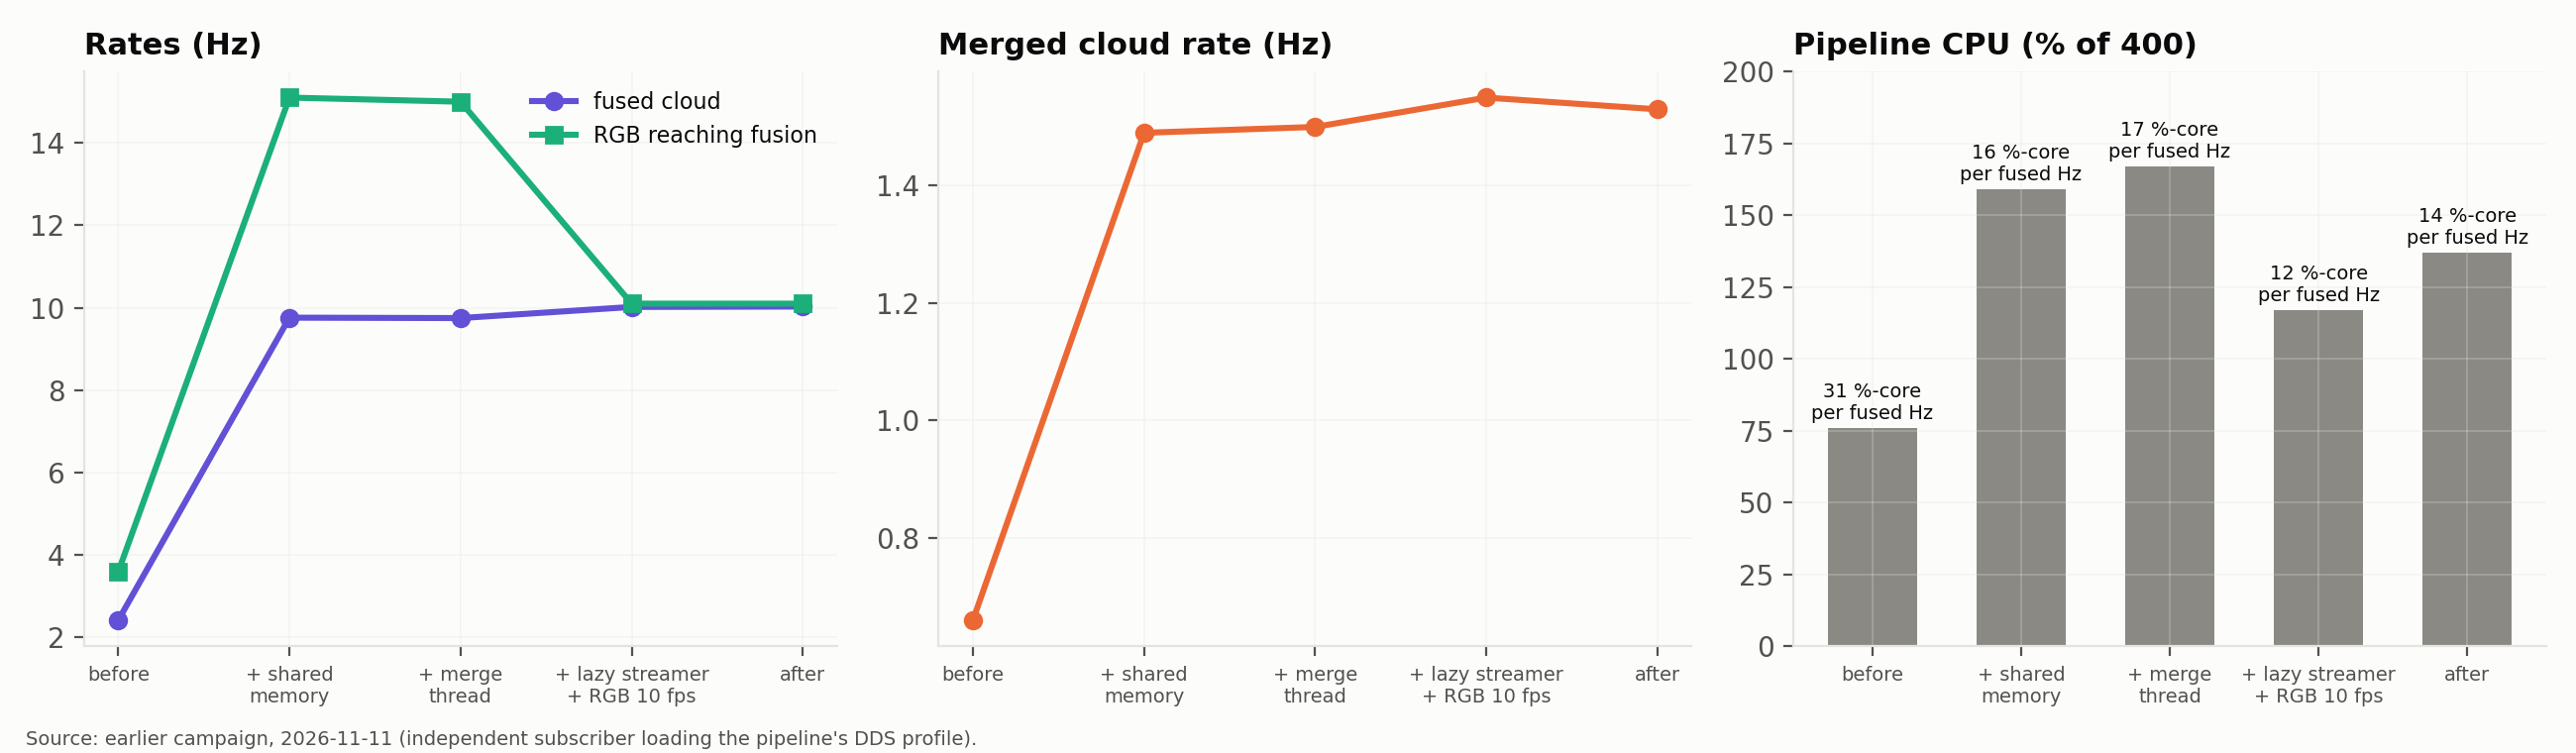 Rates (Hz)
fused cloud
RGB reaching fusion
14
12
10
8
6
4
2
before
+ shared
memory
+ merge
thread
+ lazy streamer
+ RGB 10 fps
after
Merged cloud rate (Hz)
1.4
1.2
1.0
0.8
before
+ shared
memory
+ merge
thread
+ lazy streamer
+ RGB 10 fps
after
Pipeline CPU (% of 400)
200
175
150
125
100
75
50
25
0
31 %-core
per fused Hz
16 %-core
per fused Hz
17 %-core
per fused Hz
12 %-core
per fused Hz
14 %-core
per fused Hz
before
+ shared
memory
+ merge
thread
+ lazy streamer
+ RGB 10 fps
after
Source: earlier campaign, 2026-11-11 (independent subscriber loading the pipeline's DDS profile).